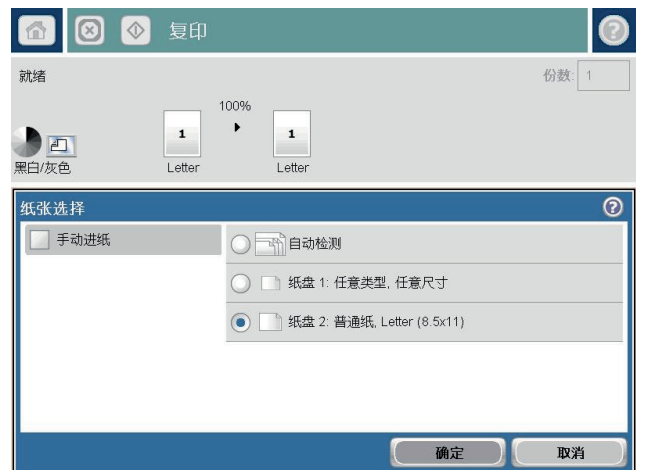 复印
就绪
份数: 1
100%
1 1
黑白/灰色 Letter Letter
纸张选择
手动进纸
自动检测
纸盘 1: 任意类型, 任意尺寸
纸盘 2: 普通纸, Letter (8.5x11)
确定 取消